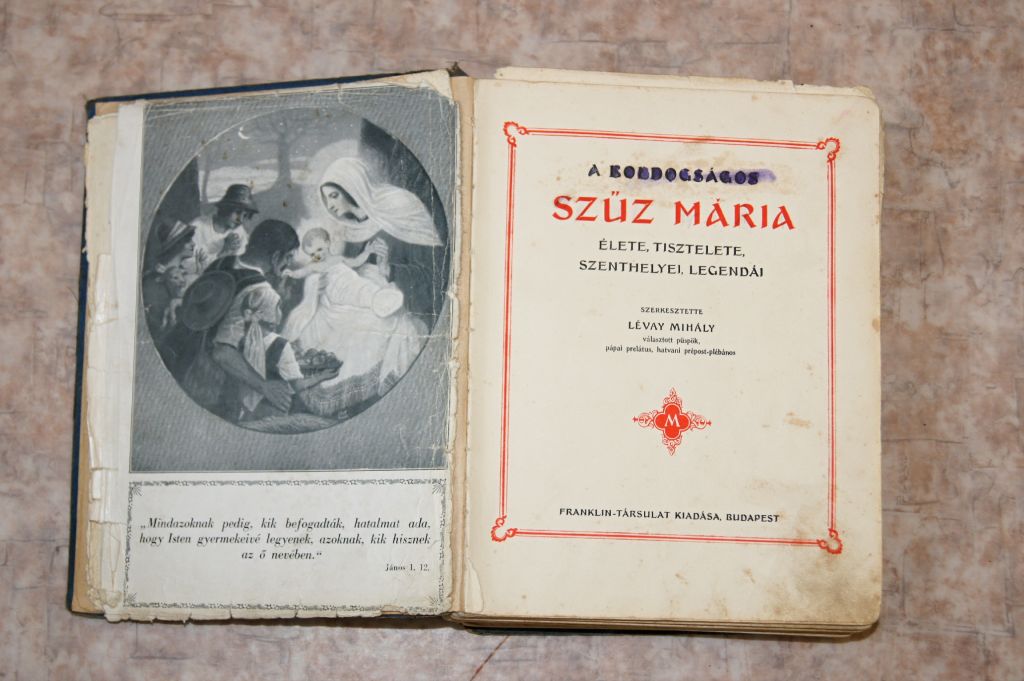 „Mindazoknak pedig, kik befogadták, hatalmat ada,
hogy Isten gyermekeivé legyenek, azoknak, kik hisznek
az ő nevében.“
János 1. 12.
A BOLDOGSÁGOS
SZŰZ MÁRIA
ÉLETE, TISZTELETE,
SZENTHELYEI, LEGENDÁI
SZERKESZTETTE
LÉVAY MIHÁLY
választott püspök,
pápai prelátus, hatvani prépost-plébános
M
FRANKLIN-TÁRSULAT KIADÁSA, BUDAPEST